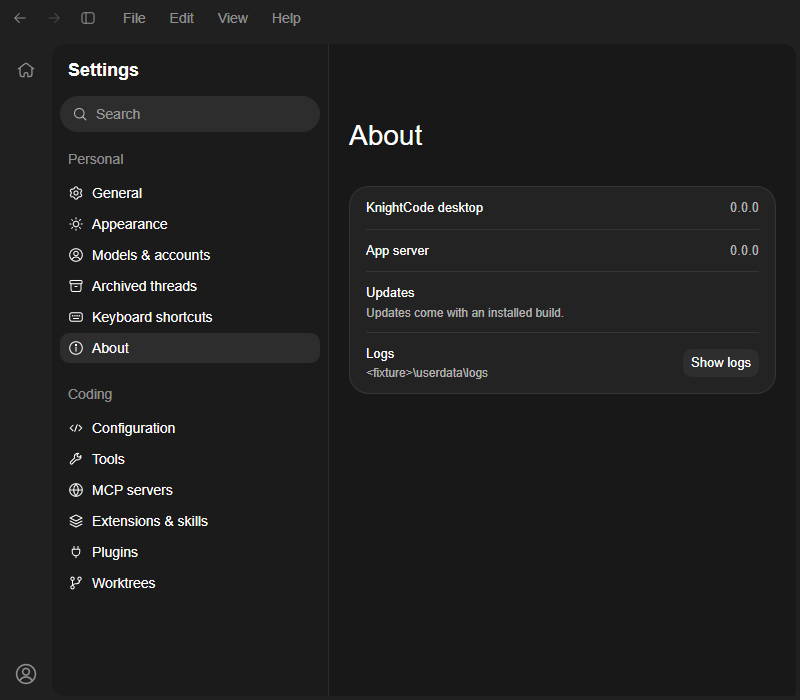 File Edit View Help
Settings
Search
Personal
General
Appearance
Models & accounts
Archived threads
Keyboard shortcuts
About
Coding
Configuration
Tools
MCP servers
Extensions & skills
Plugins
Worktrees
About
KnightCode desktop 0.0.0
App server 0.0.0
Updates
Updates come with an installed build.
Logs
<fixture>\userdata\logs
Show logs